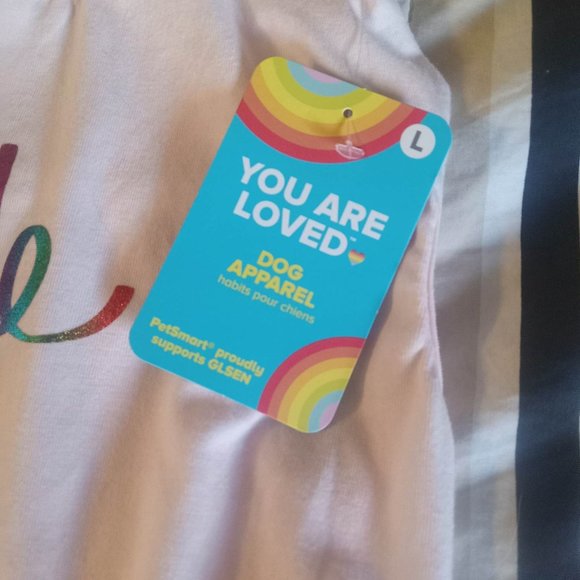 L
YOU ARE
LOVED™
DOG
APPAREL
habits pour chiens
PetSmart® proudly
supports GLSEN